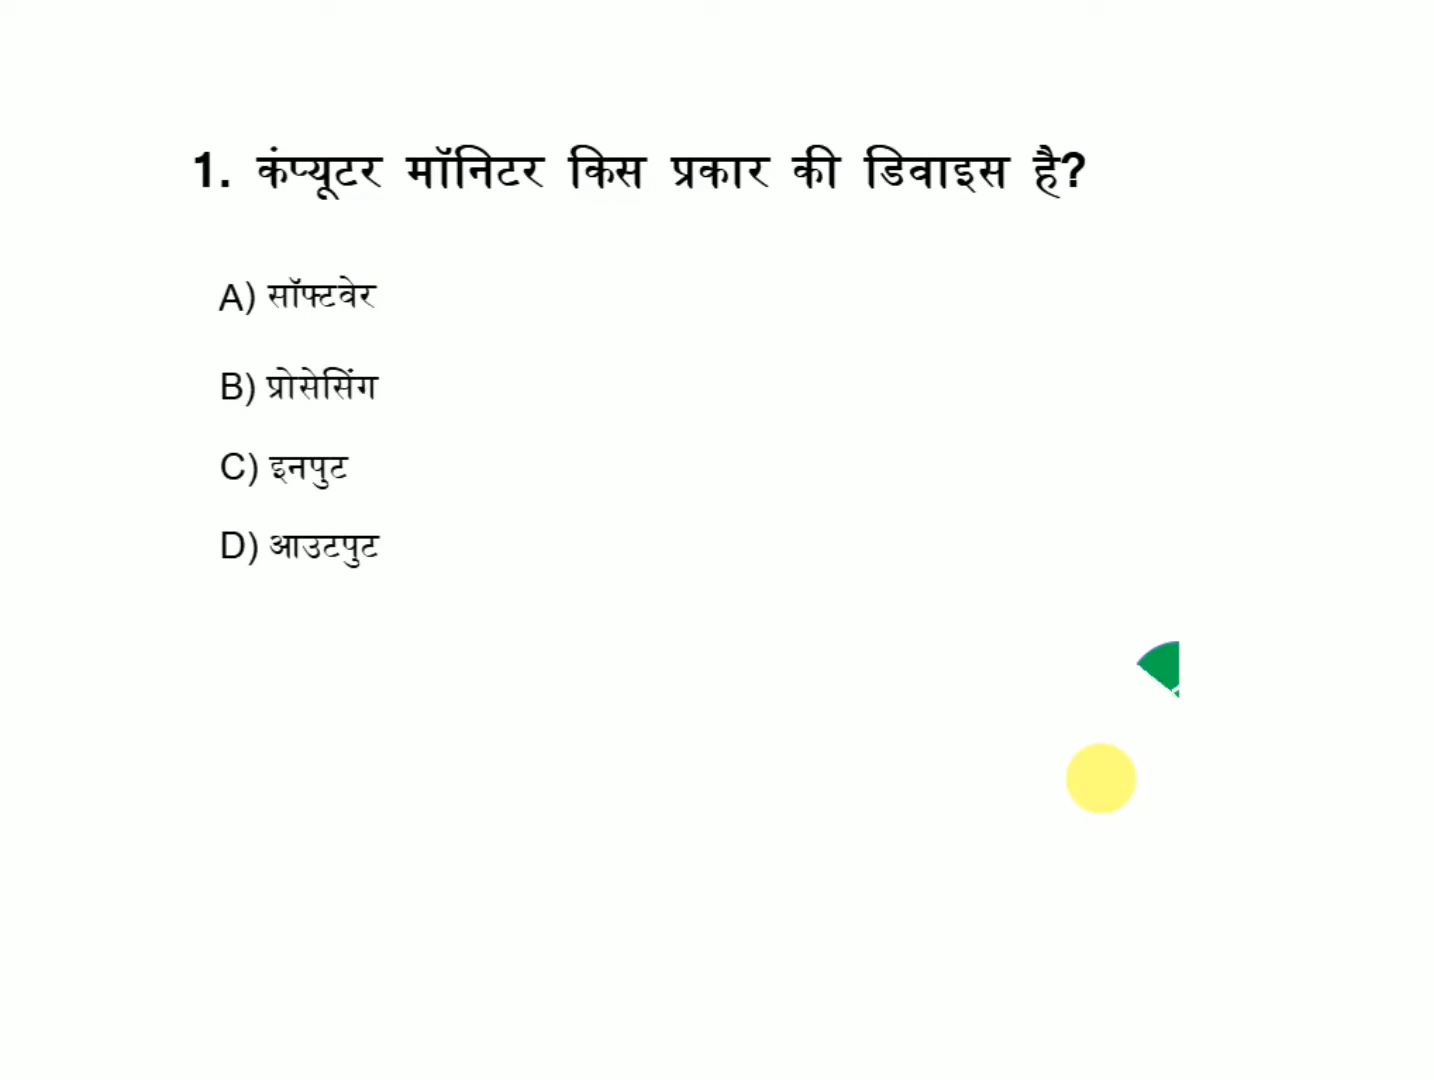 1. कंप्यूटर मॉनिटर किस प्रकार की डिवाइस है?
A) सॉफ्टवेर
B) प्रोसेसिंग
C) इनपुट
D) आउटपुट